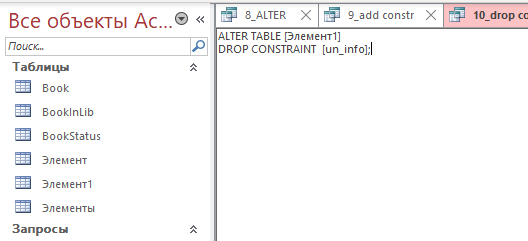 Все объекты Ac...
Поиск...
Таблицы
Book
BookInLib
BookStatus
Элемент
Элемент1
Элементы
Запросы
8_ALTER
9_add constr
10_drop co
ALTER TABLE [Элемент1]
DROP CONSTRAINT  [un_info];